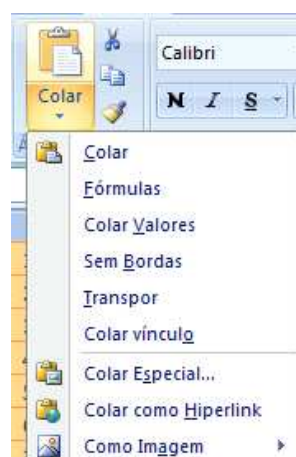 Calibri
Colar
N I S
Colar
Fórmulas
Colar Valores
Sem Bordas
Transpor
Colar vínculo
Colar Especial...
Colar como Hiperlink
Como Imagem